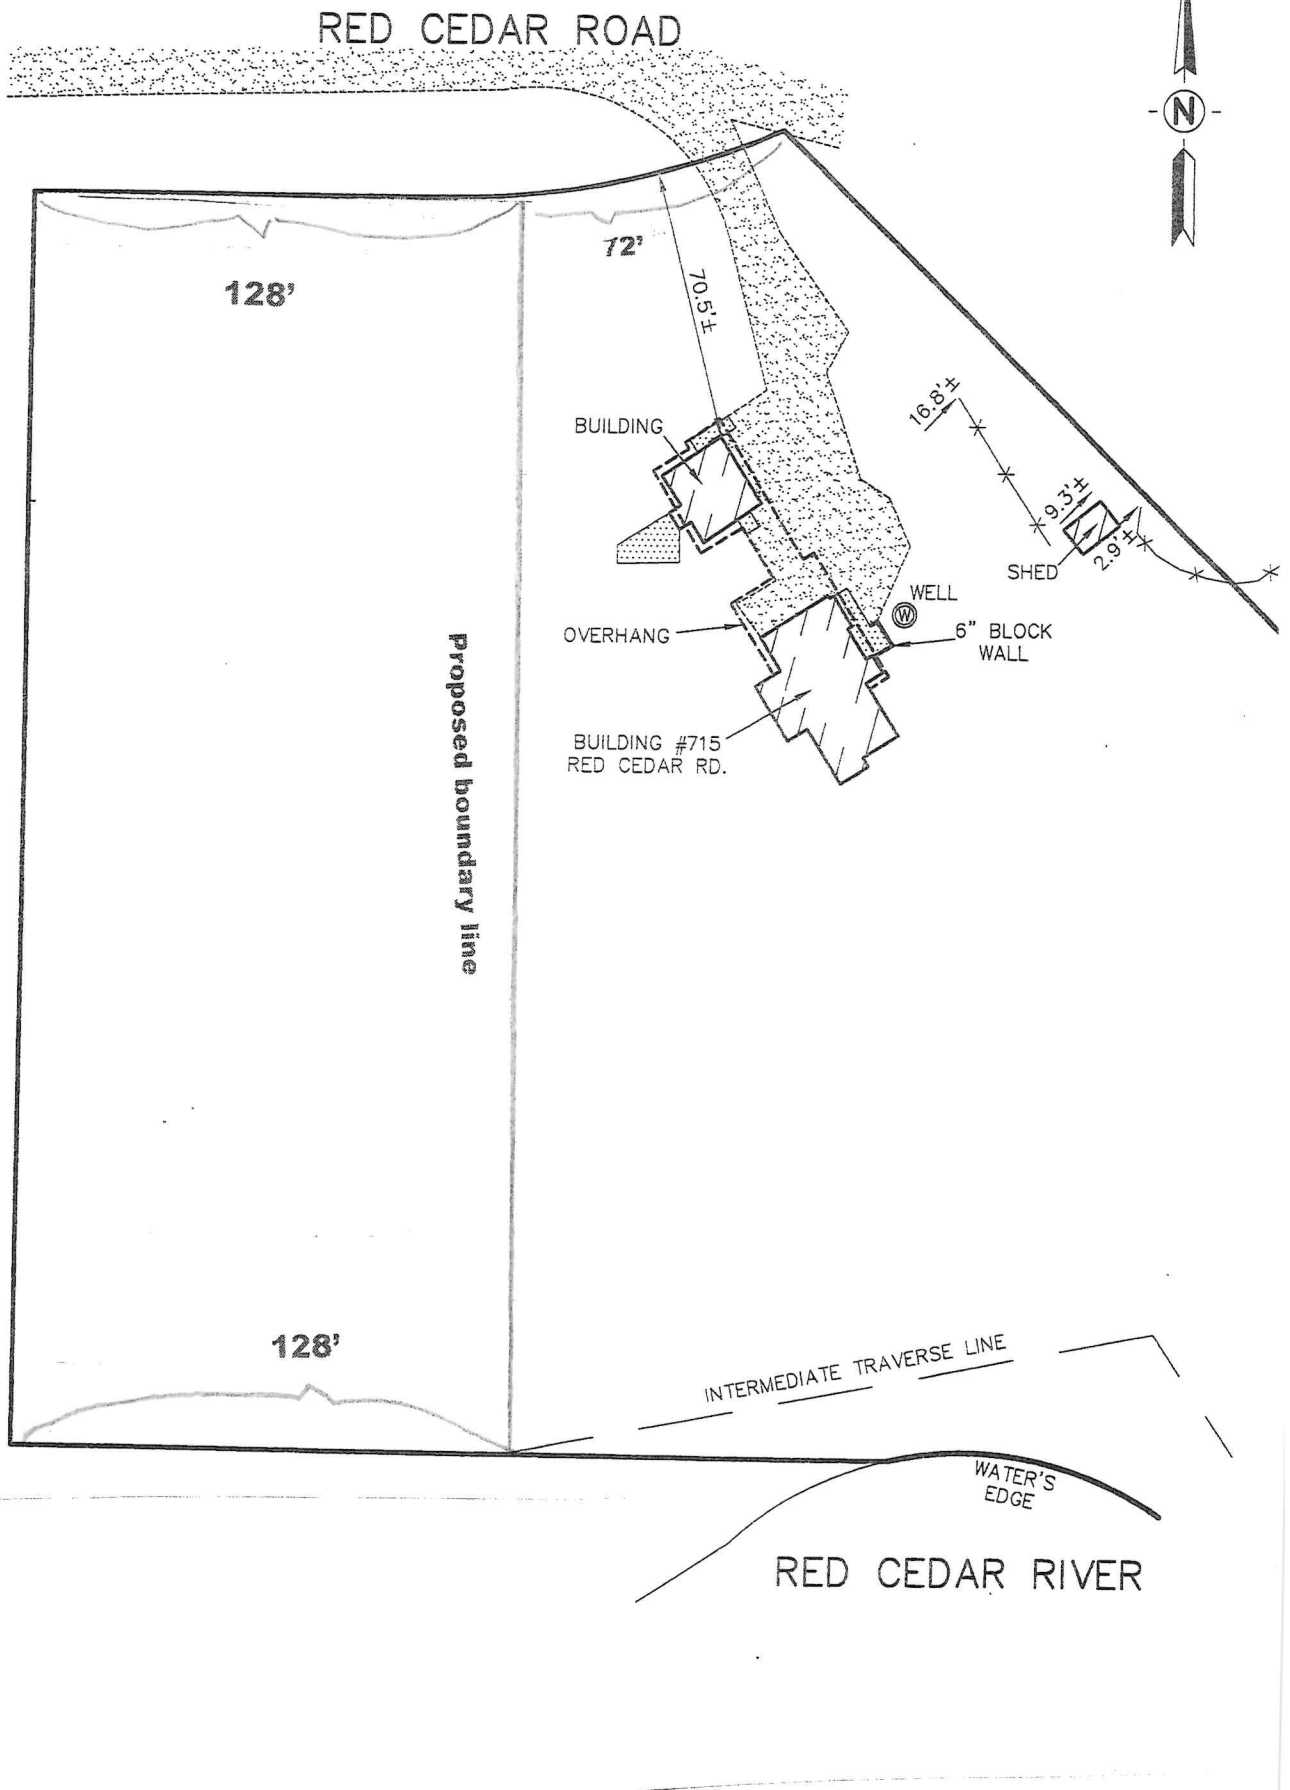 RED CEDAR ROAD
N
128'
72'
70.5'±
BUILDING
16.8'±
9.3'±
SHED
2.9'±
WELL
W
OVERHANG
6" BLOCK
WALL
Proposed boundary line
BUILDING #715
RED CEDAR RD.
128'
INTERMEDIATE TRAVERSE LINE
WATER'S
EDGE
RED CEDAR RIVER